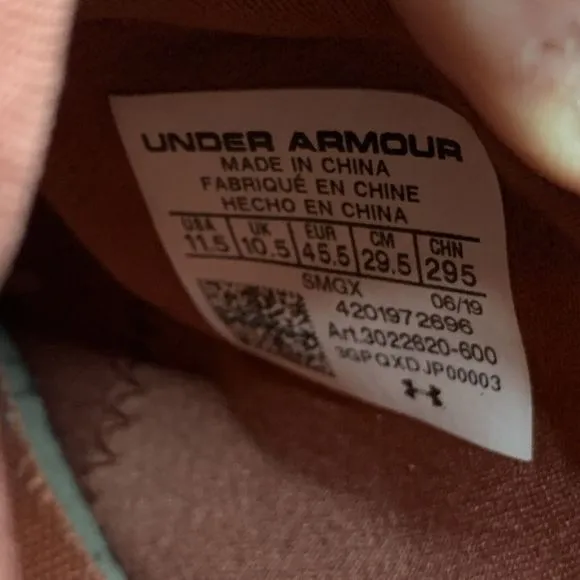 UNDER ARMOUR
MADE IN CHINA
FABRIQUÉ EN CHINE
HECHO EN CHINA
USA UK EUR CM CHN
11.5 10.5 45.5 29.5 295
SMGX 06/19
4201972696
Art.3022620-600
3GPQXDJP00003